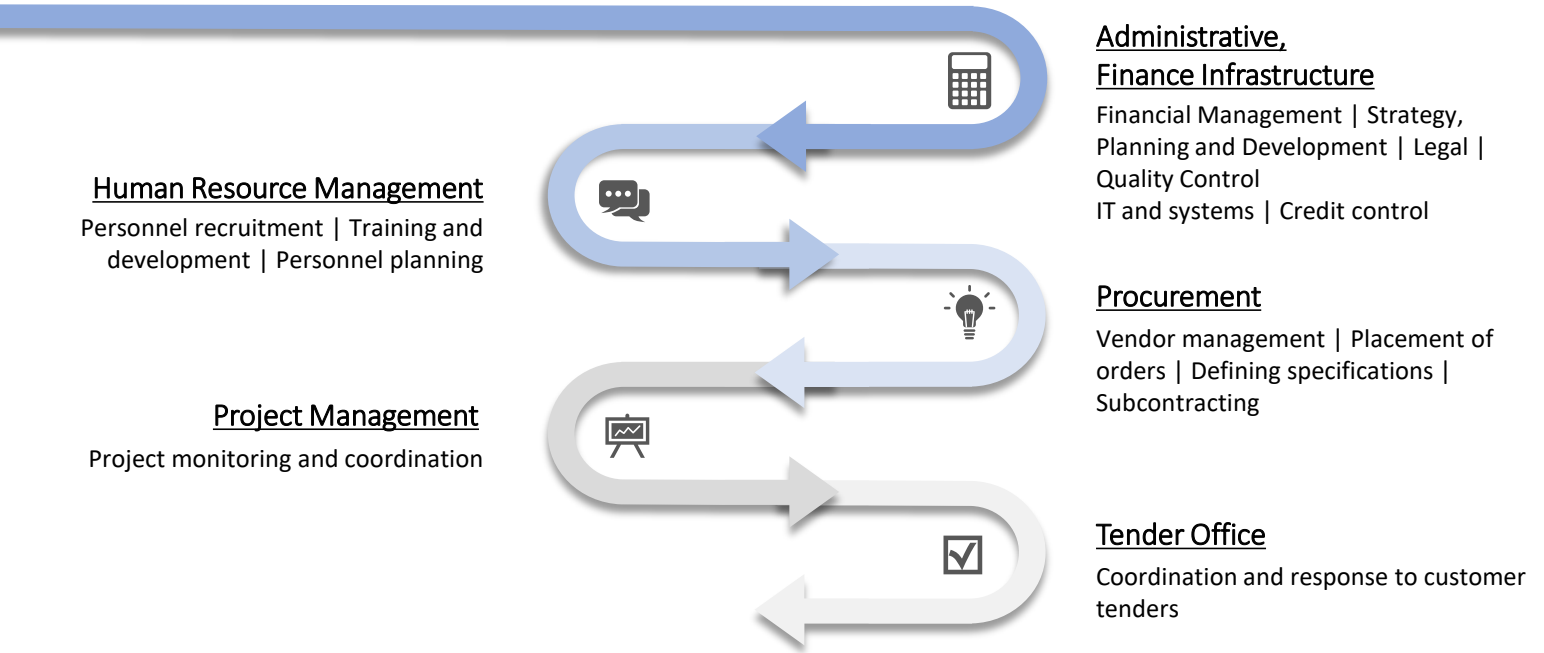 Administrative,
Finance Infrastructure
Financial Management | Strategy,
Planning and Development | Legal |
Quality Control
IT and systems | Credit control
Human Resource Management
Personnel recruitment | Training and
development | Personnel planning
Procurement
Vendor management | Placement of
orders | Defining specifications |
Subcontracting
Project Management
Project monitoring and coordination
Tender Office
Coordination and response to customer
tenders